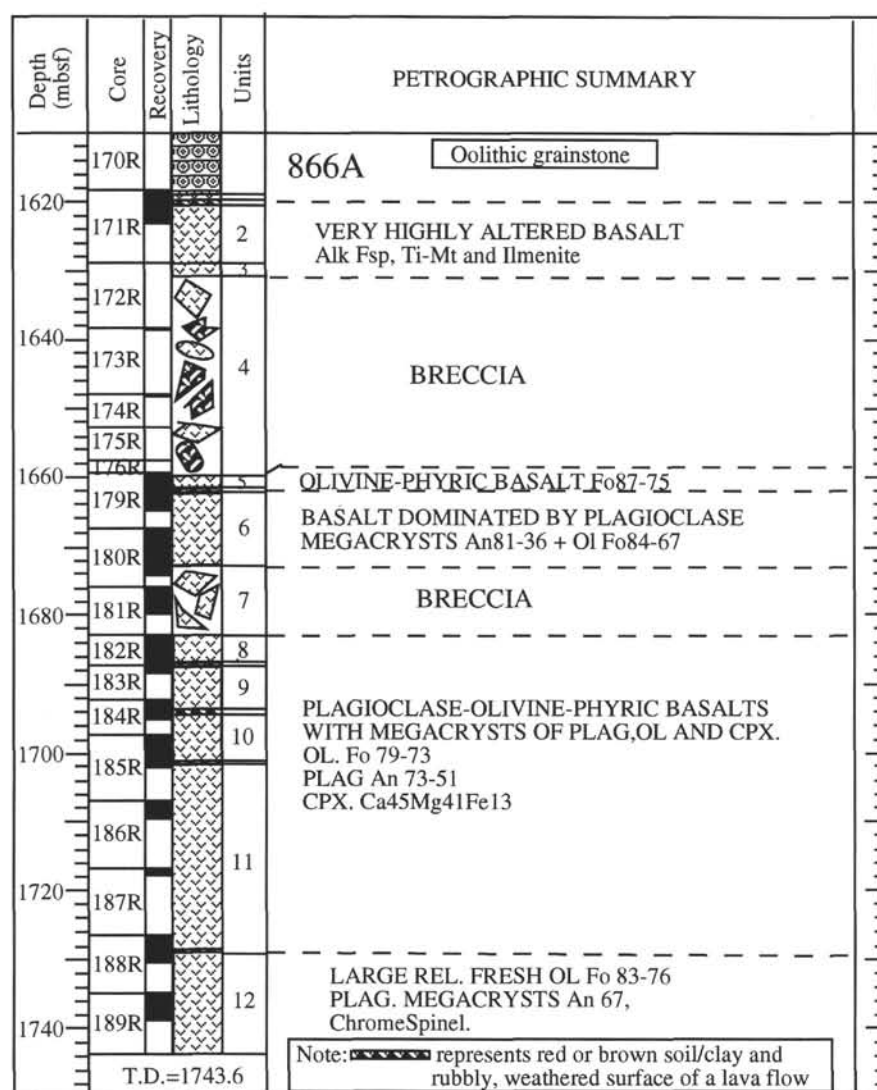 Depth
(mbsf)
Core
Recovery
Lithology
Units
PETROGRAPHIC SUMMARY
866A
Oolithic grainstone
170R
1620
171R
2
VERY HIGHLY ALTERED BASALT
Alk Fsp, Ti-Mt and Ilmenite
3
172R
1640
173R
4
BRECCIA
174R
175R
176R
1660
5
OLIVINE-PHYRIC BASALT Fo87-75
179R
6
BASALT DOMINATED BY PLAGIOCLASE
MEGACRYSTS An81-36 + Ol Fo84-67
180R
7
BRECCIA
1680
181R
182R
8
183R
9
184R
PLAGIOCLASE-OLIVINE-PHYRIC BASALTS
WITH MEGACRYSTS OF PLAG,OL AND CPX.
OL. Fo 79-73
PLAG An 73-51
CPX. Ca45Mg41Fe13
10
1700
185R
186R
11
1720
187R
188R
LARGE REL. FRESH OL Fo 83-76
PLAG. MEGACRYSTS An 67,
ChromeSpinel.
12
189R
1740
Note: represents red or brown soil/clay and
rubbly, weathered surface of a lava flow
T.D.=1743.6